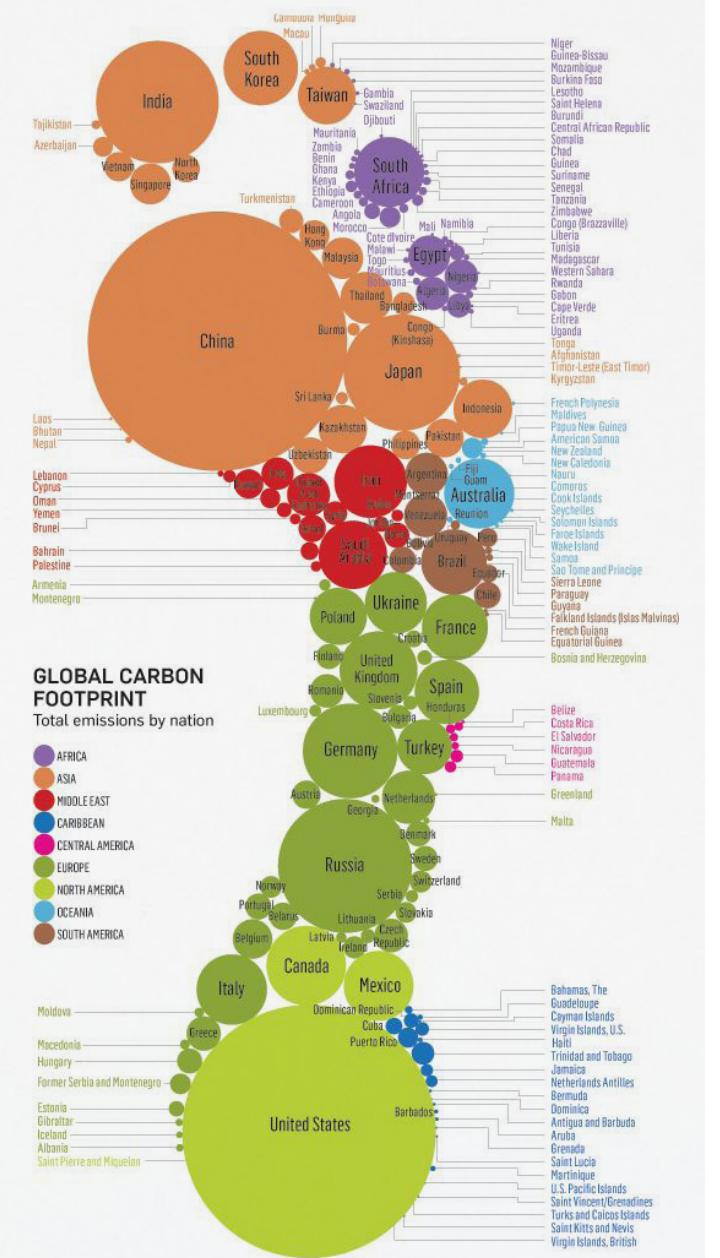 Cambodia Mongolia
Macau
South
Korea
India
Taiwan
Tajikistan
Azerbaijan
Vietnam
North
Korea
Singapore
Niger
Guinea-Bissau
Mozambique
Burkina Faso
Lesotho
Saint Helena
Burundi
Central African Republic
Somalia
Chad
Guinea
Suriname
Senegal
Tanzania
Zimbabwe
Congo (Brazzaville)
Liberia
Tunisia
Madagascar
Western Sahara
Rwanda
Gabon
Cape Verde
Eritrea
Uganda
Gambia
Swaziland
Djibouti
Mauritania
Zambia
Benin
Ghana
Kenya
Ethiopia
Cameroon
Angola
Morocco
South
Africa
Mali
Namibia
Cote dIvoire
Malawi
Togo
Mauritius
Botswana
Egypt
Nigeria
Algeria
Libya
Congo
(Kinshasa)
Turkmenistan
Hong
Kong
Malaysia
Thailand
Bangladesh
China
Burma
Japan
Sri Lanka
Kazakhstan
Uzbekistan
Philippines
Pakistan
Indonesia
Laos
Bhutan
Nepal
Tonga
Afghanistan
Timor-Leste (East Timor)
Kyrgyzstan
French Polynesia
Maldives
Papua New Guinea
American Samoa
New Zealand
New Caledonia
Nauru
Comoros
Cook Islands
Seychelles
Solomon Islands
Faroe Islands
Wake Island
Samoa
Sao Tome and Principe
Fiji
Guam
Australia
Reunion
Lebanon
Cyprus
Oman
Yemen
Brunei
Bahrain
Palestine
Kuwait
Iraq
Iran
Saudi
Arabia
Argentina
Montserrat
Venezuela
Uruguay
Peru
Bolivia
Colombia
Brazil
Equador
Chile
Sierra Leone
Paraguay
Guyana
Falkland Islands (Islas Malvinas)
French Guiana
Equatorial Guinea
Armenia
Montenegro
Bosnia and Herzegovina
Ukraine
Poland
France
Croatia
Finland
United
Kingdom
Spain
Romania
Slovenia
Honduras
Luxembourg
Bulgaria
Germany
Turkey
Belize
Costa Rica
El Salvador
Nicaragua
Guatemala
Panama
Greenland
Malta
Austria
Georgia
Netherlands
Denmark
Russia
Sweden
Switzerland
Serbia
Slovakia
Norway
Portugal
Belarus
Lithuania
Latvia
Ireland
Czech
Republic
Belgium
GLOBAL CARBON
FOOTPRINT
Total emissions by nation
AFRICA
ASIA
MIDDLE EAST
CARIBBEAN
CENTRAL AMERICA
EUROPE
NORTH AMERICA
OCEANIA
SOUTH AMERICA
Canada
Mexico
Italy
Greece
Moldova
Macedonia
Hungary
Former Serbia and Montenegro
Estonia
Gibraltar
Iceland
Albania
Saint Pierre and Miquelon
United States
Dominican Republic
Cuba
Puerto Rico
Barbados
Bahamas, The
Guadeloupe
Cayman Islands
Virgin Islands, U.S.
Haiti
Trinidad and Tobago
Jamaica
Netherlands Antilles
Bermuda
Dominica
Antigua and Barbuda
Aruba
Grenada
Saint Lucia
Martinique
U.S. Pacific Islands
Saint Vincent/Grenadines
Turks and Caicos Islands
Saint Kitts and Nevis
Virgin Islands, British